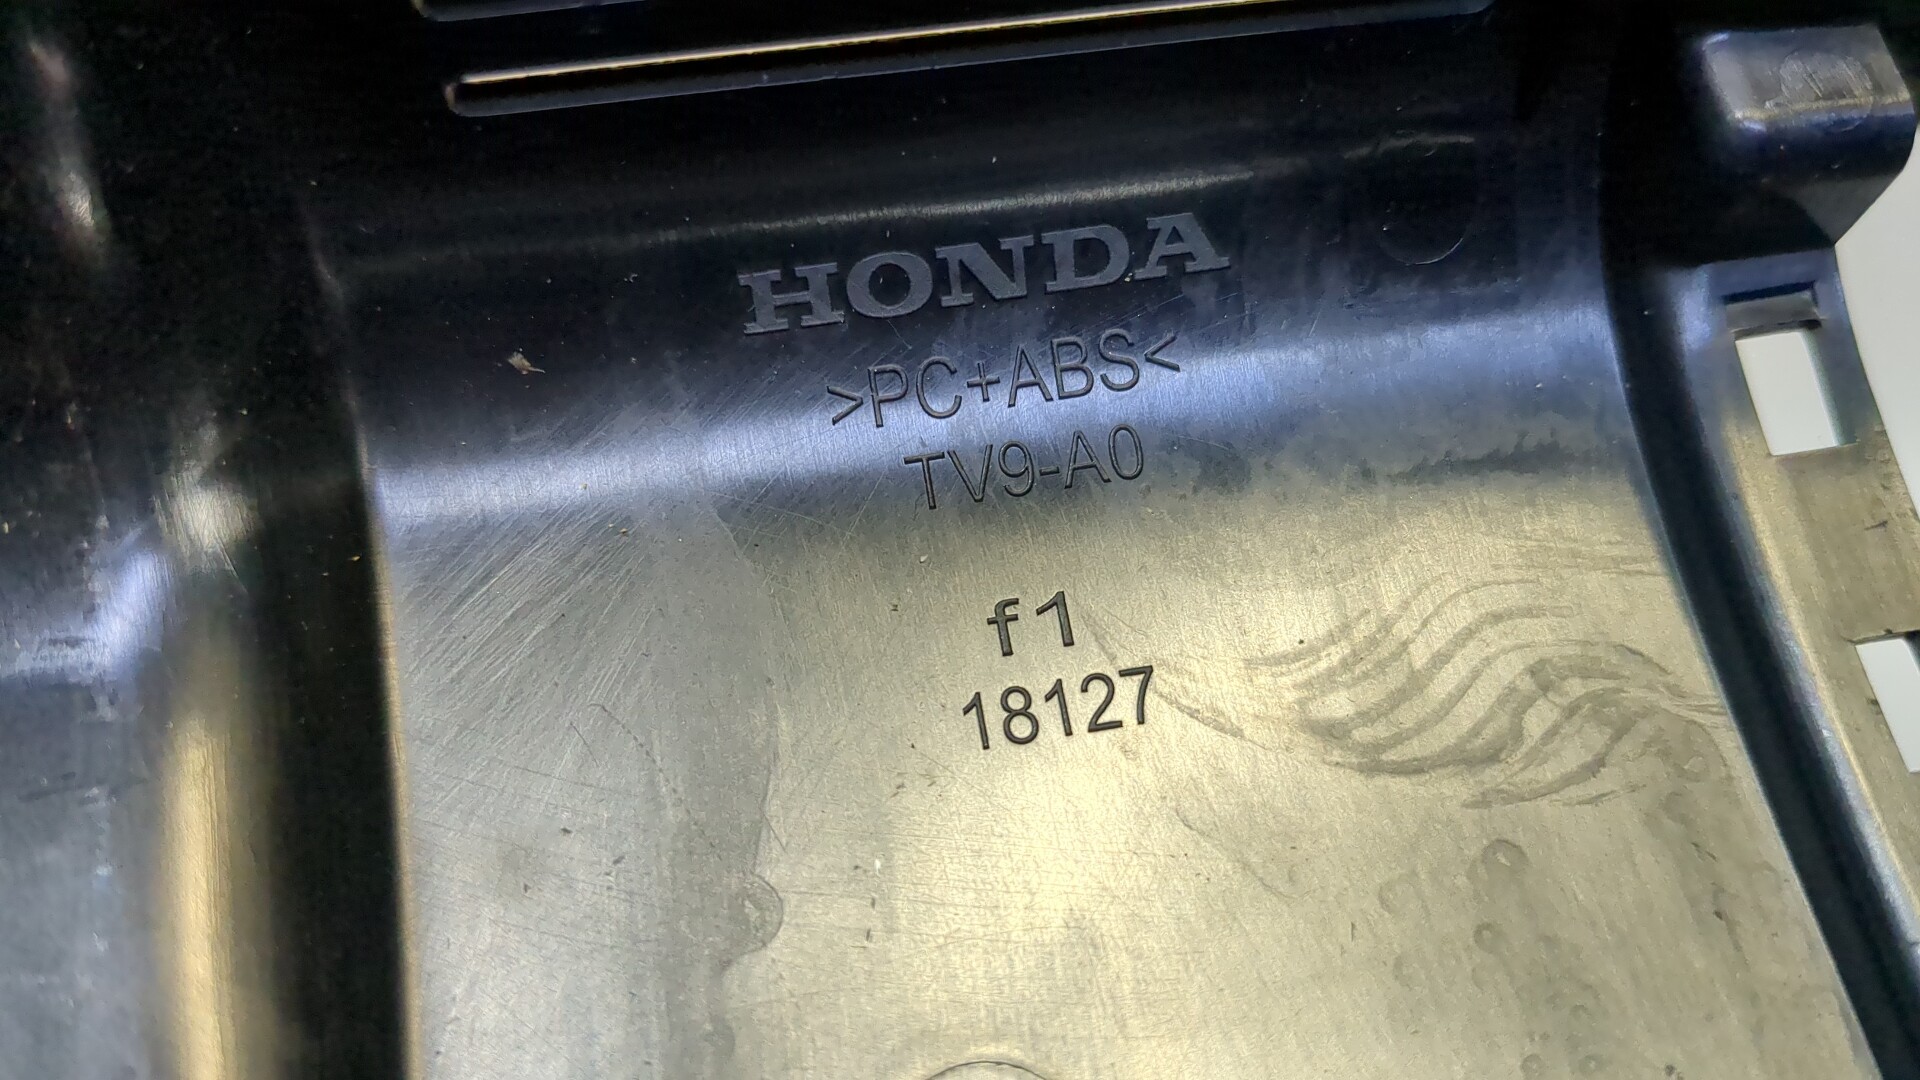 HONDA
>PC+ABS<
TV9-A0
f1
18127